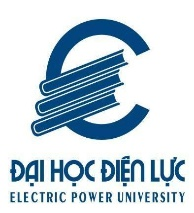 ĐẠI HỌC ĐIỆN LỰC
ELECTRIC POWER UNIVERSITY